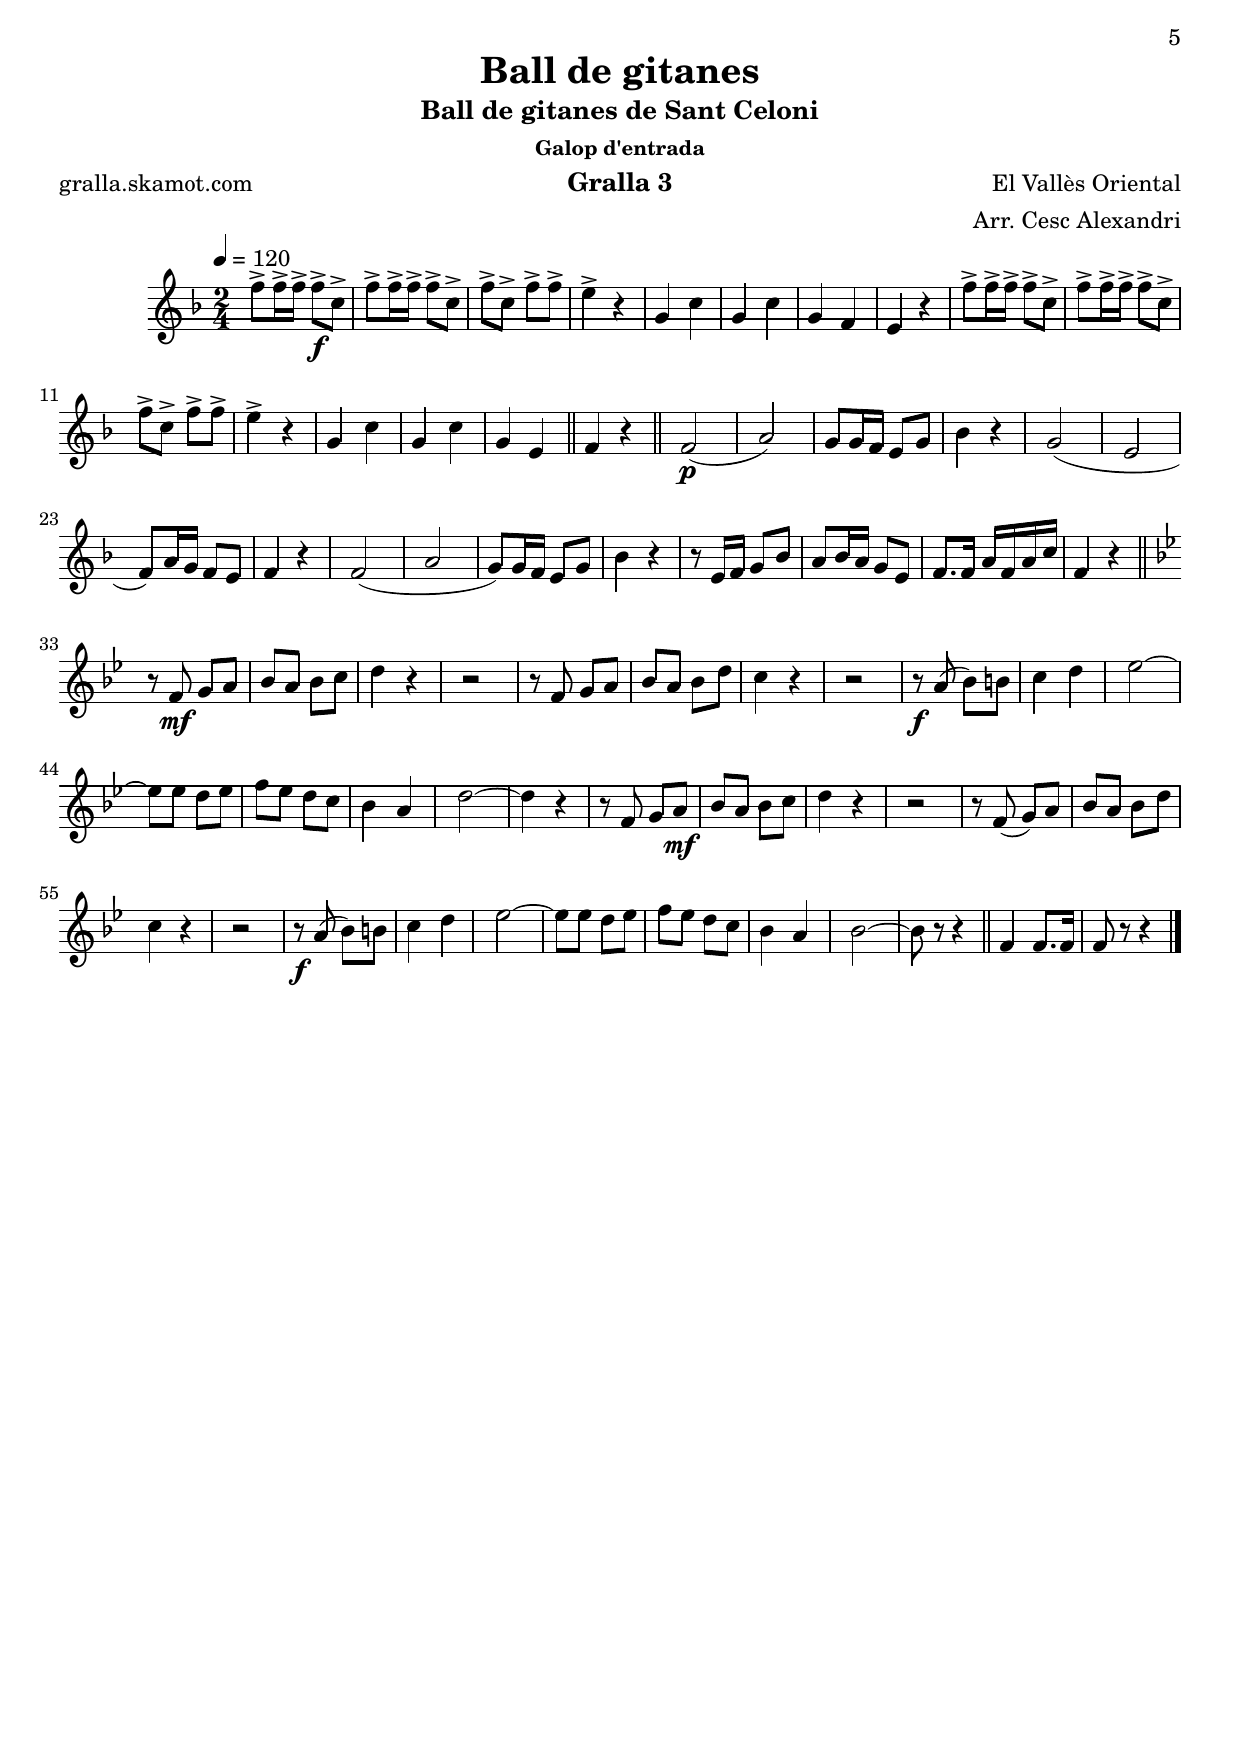 5
Ball de gitanes
Ball de gitanes de Sant Celoni
Galop d'entrada
gralla.skamot.com Gralla 3 El Vallès Oriental
Arr. Cesc Alexandri
= 120
2
4
f
11
p
23
33
mf
f
44
mf
55
f